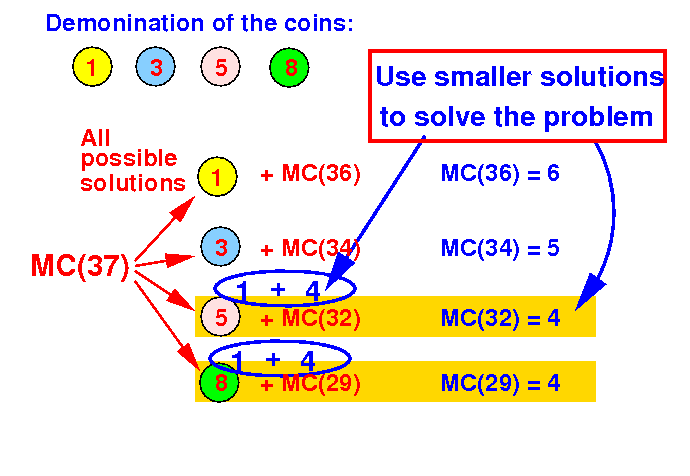 Demonination of the coins:
1 3 5 8
Use smaller solutions
to solve the problem
All
possible
solutions
1 + MC(36) MC(36) = 6
3 + MC(34) MC(34) = 5
MC(37)
1 + 4
5 + MC(32) MC(32) = 4
1 + 4
8 + MC(29) MC(29) = 4